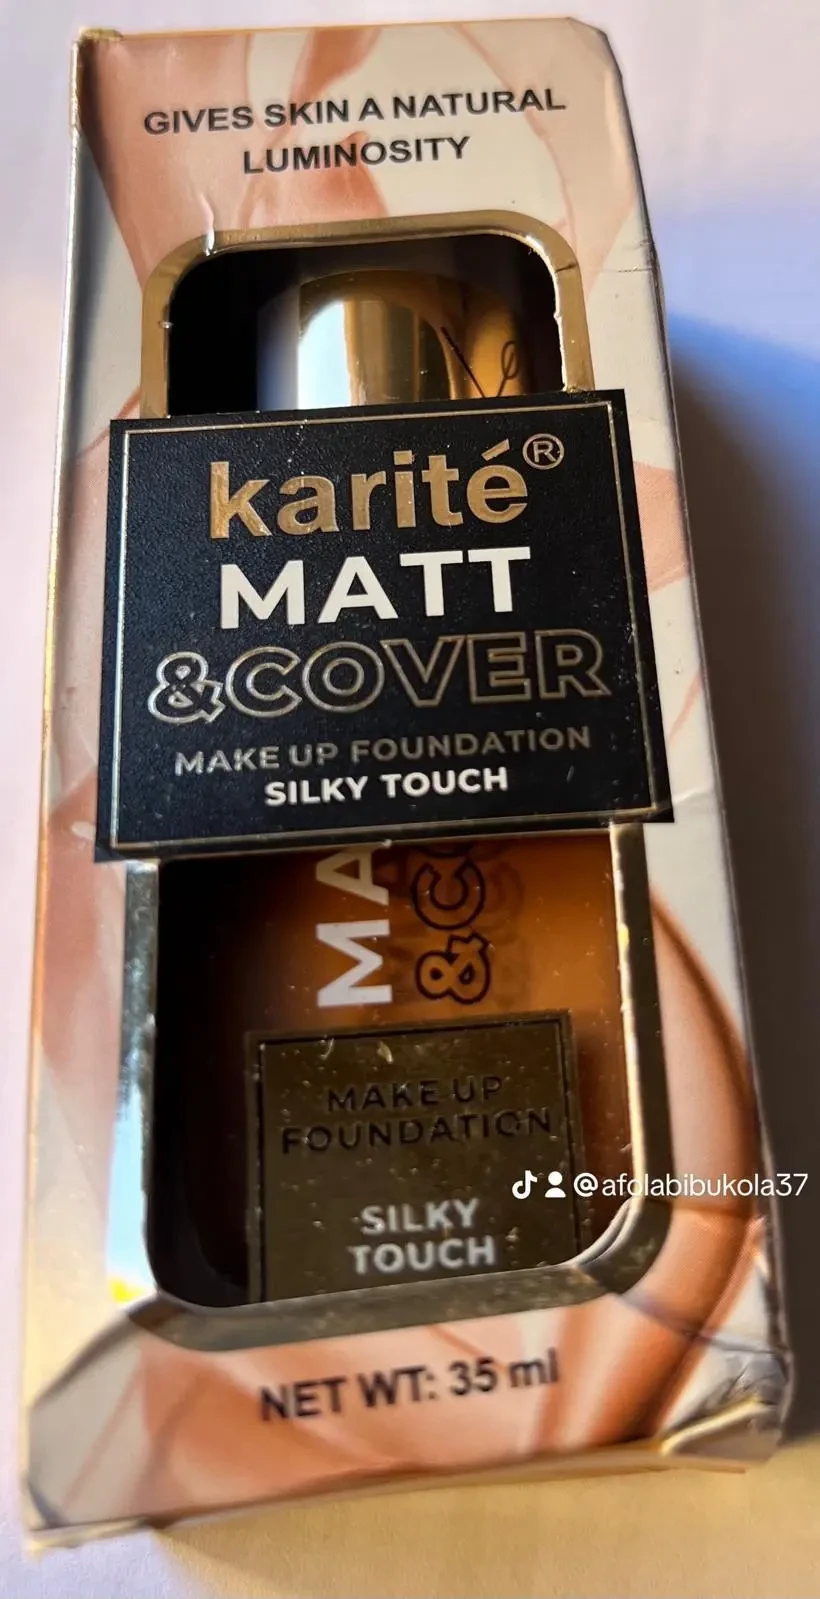 GIVES SKIN A NATURAL
LUMINOSITY
karité®
MATT
&COVER
MAKE UP FOUNDATION
SILKY TOUCH
MA
&CO
MAKE UP
FOUNDATION
SILKY
TOUCH
@afolabibukola37
NET WT: 35 ml